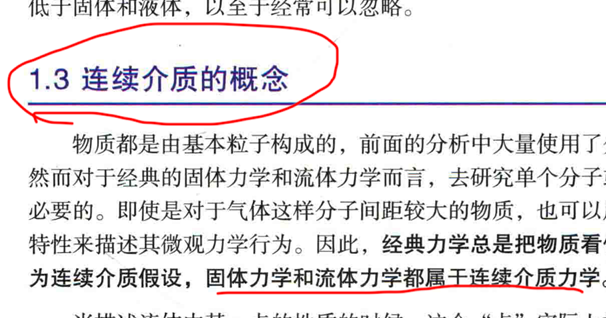 低于固体和液体，以至于经常可以忽略。
1.3 连续介质的概念
物质都是由基本粒子构成的，前面的分析中大量使用了
然而对于经典的固体力学和流体力学而言，去研究单个分子
必要的。即使是对于气体这样分子间距较大的物质，也可以
特性来描述其微观力学行为。因此，经典力学总是把物质看
为连续介质假设，固体力学和流体力学都属于连续介质力学。